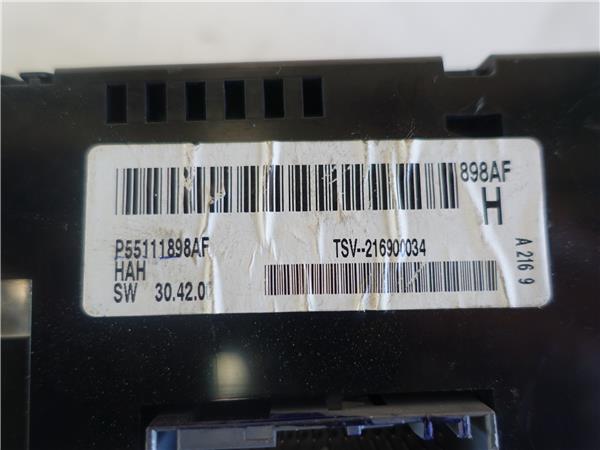 898AF
H
P55111898AF
TSV--216900034
HAH
SW 30.42.0
A 216 9